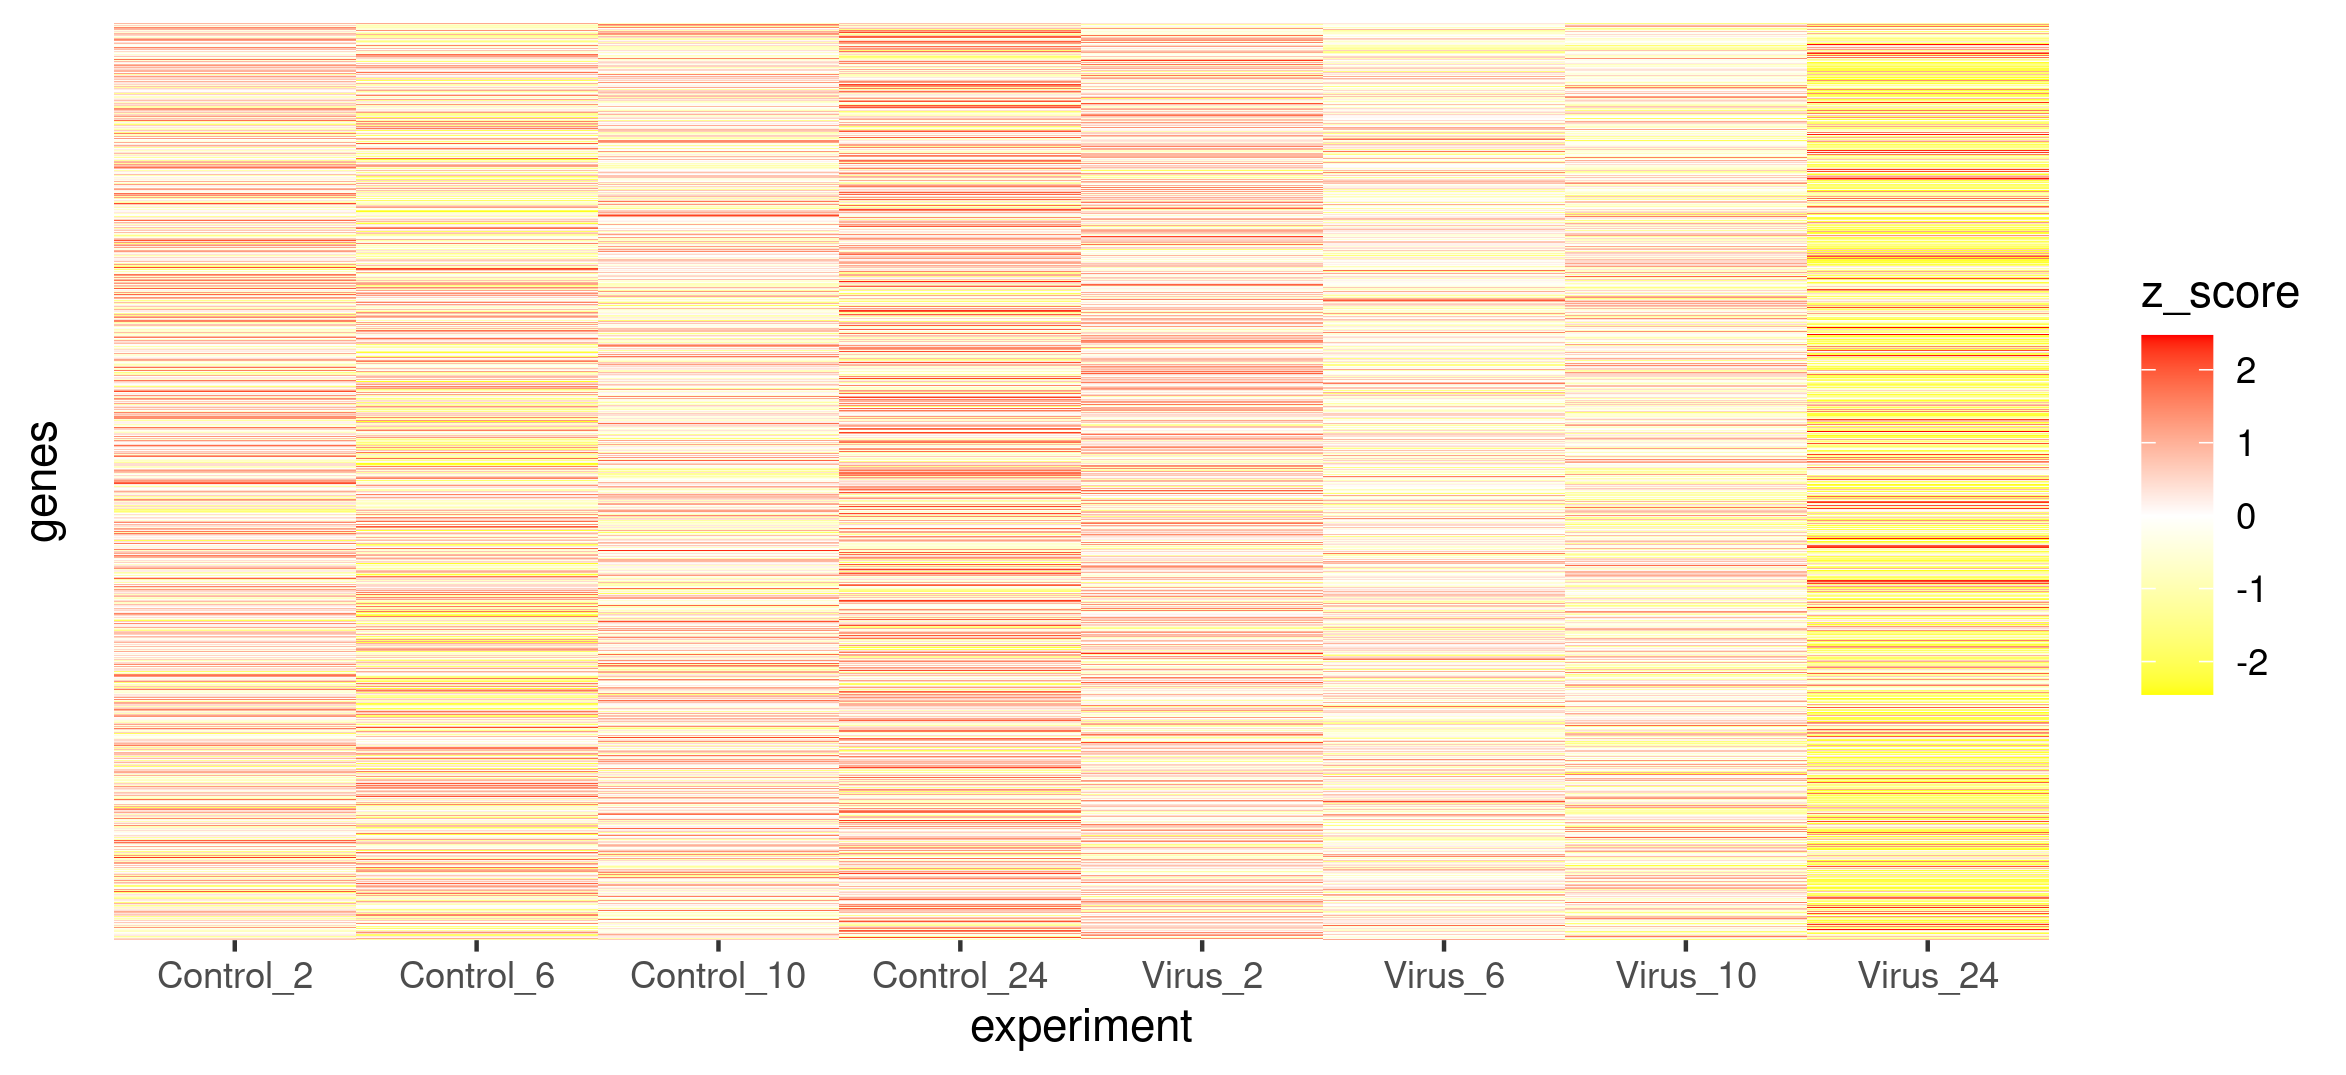 genes
Control_2 Control_6 Control_10 Control_24 Virus_2 Virus_6 Virus_10 Virus_24
experiment
z_score
2
1
0
-1
-2